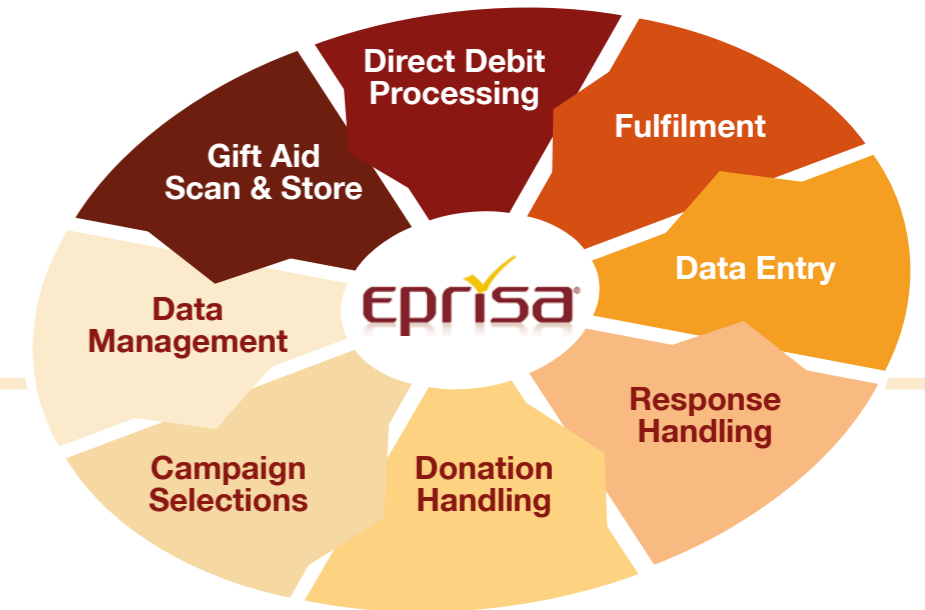 Direct Debit
Processing
Fulfilment
Gift Aid
Scan & Store
Data Entry
eprisa®
Data
Management
Response
Handling
Campaign
Selections
Donation
Handling